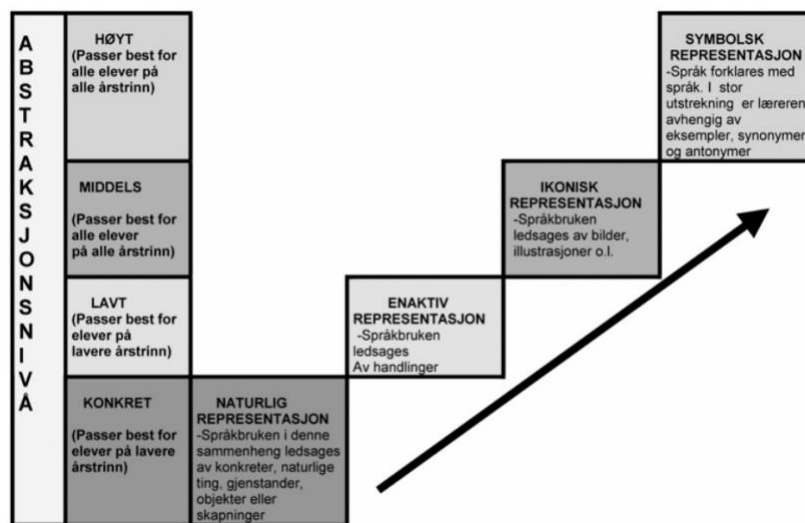 ABSTRAKSJONSNIVÅ
HØYT
(Passer best for
alle elever på
alle årstrinn)
SYMBOLSK
REPRESENTASJON
-Språk forklares med
språk. I stor
utstrekning er læreren
avhengig av
eksempler, synonymer
og antonymer
MIDDELS
(Passer best for
alle elever
på alle årstrinn)
IKONISK
REPRESENTASJON
-Språkbruken
ledsages av bilder,
illustrasjoner o.l.
LAVT
(Passer best for
elever på
lavere årstrinn)
ENAKTIV
REPRESENTASJON
-Språkbruken
ledsages
Av handlinger
KONKRET
(Passer best for
elever på lavere
årstrinn)
NATURLIG
REPRESENTASJON
-Språkbruken i denne
sammenheng ledsages
av konkreter, naturlige
ting, gjenstander,
objekter eller
skapninger